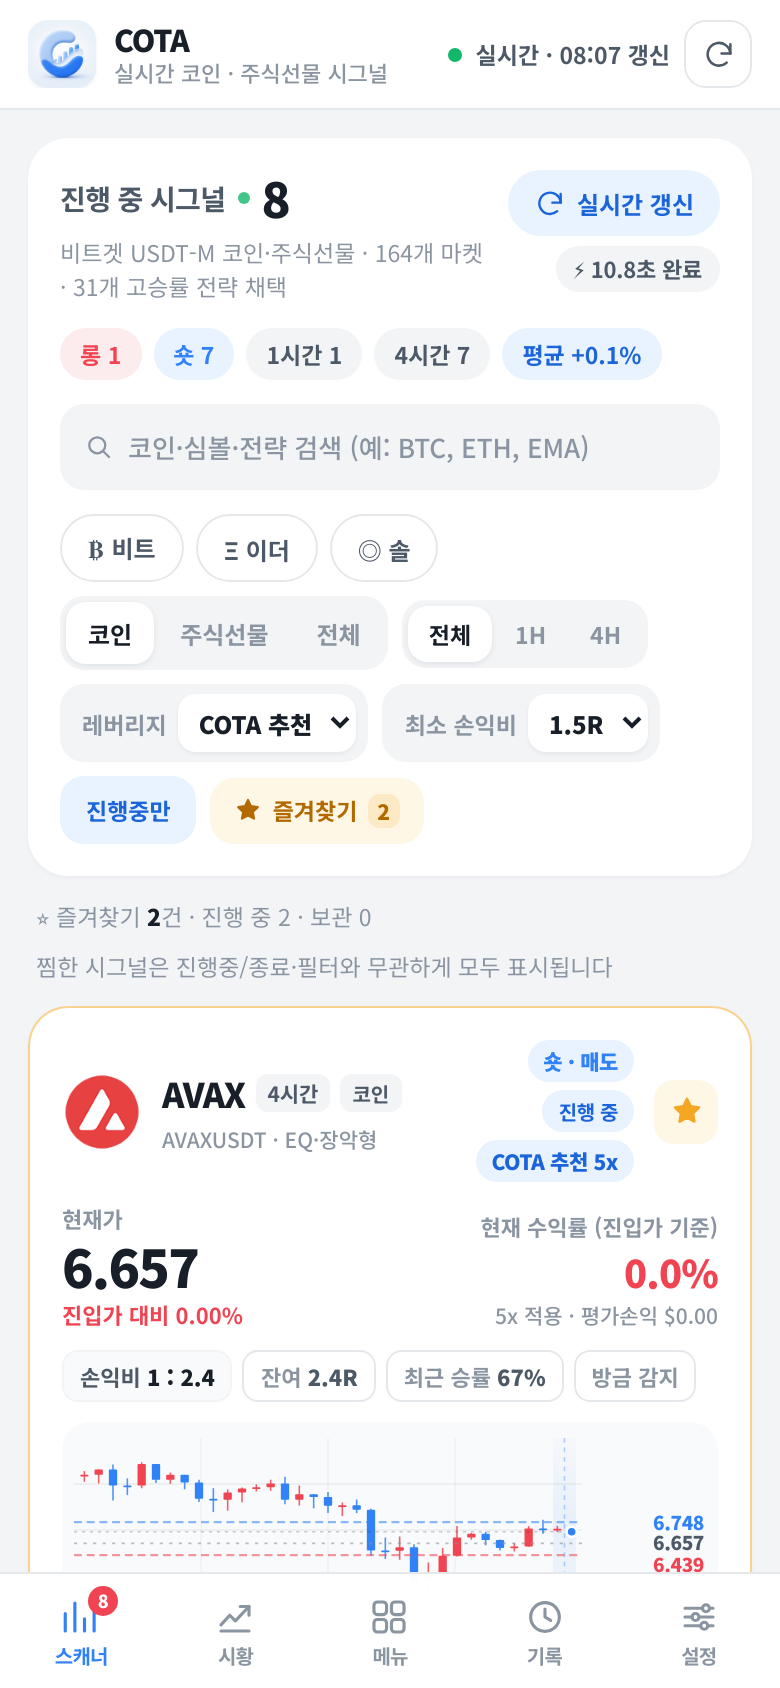 COTA
실시간 코인 · 주식선물 시그널
실시간 · 08:07 갱신
진행 중 시그널 8
실시간 갱신
비트겟 USDT-M 코인·주식선물 · 164개 마켓
· 31개 고승률 전략 채택
⚡ 10.8초 완료
롱 1
숏 7
1시간 1
4시간 7
평균 +0.1%
코인·심볼·전략 검색 (예: BTC, ETH, EMA)
₿ 비트
Ξ 이더
◎ 솔
코인
주식선물
전체
전체
1H
4H
레버리지
COTA 추천
최소 손익비
1.5R
진행중만
★ 즐겨찾기 2
☆ 즐겨찾기 2건 · 진행 중 2 · 보관 0
찜한 시그널은 진행중/종료·필터와 무관하게 모두 표시됩니다
AVAX
4시간
코인
AVAXUSDT · EQ·장악형
숏 · 매도
진행 중
COTA 추천 5x
현재가
6.657
진입가 대비 0.00%
현재 수익률 (진입가 기준)
0.0%
5x 적용 · 평가손익 $0.00
손익비 1 : 2.4
잔여 2.4R
최근 승률 67%
방금 감지
6.748
6.657
6.439
8
스캐너
시황
메뉴
기록
설정